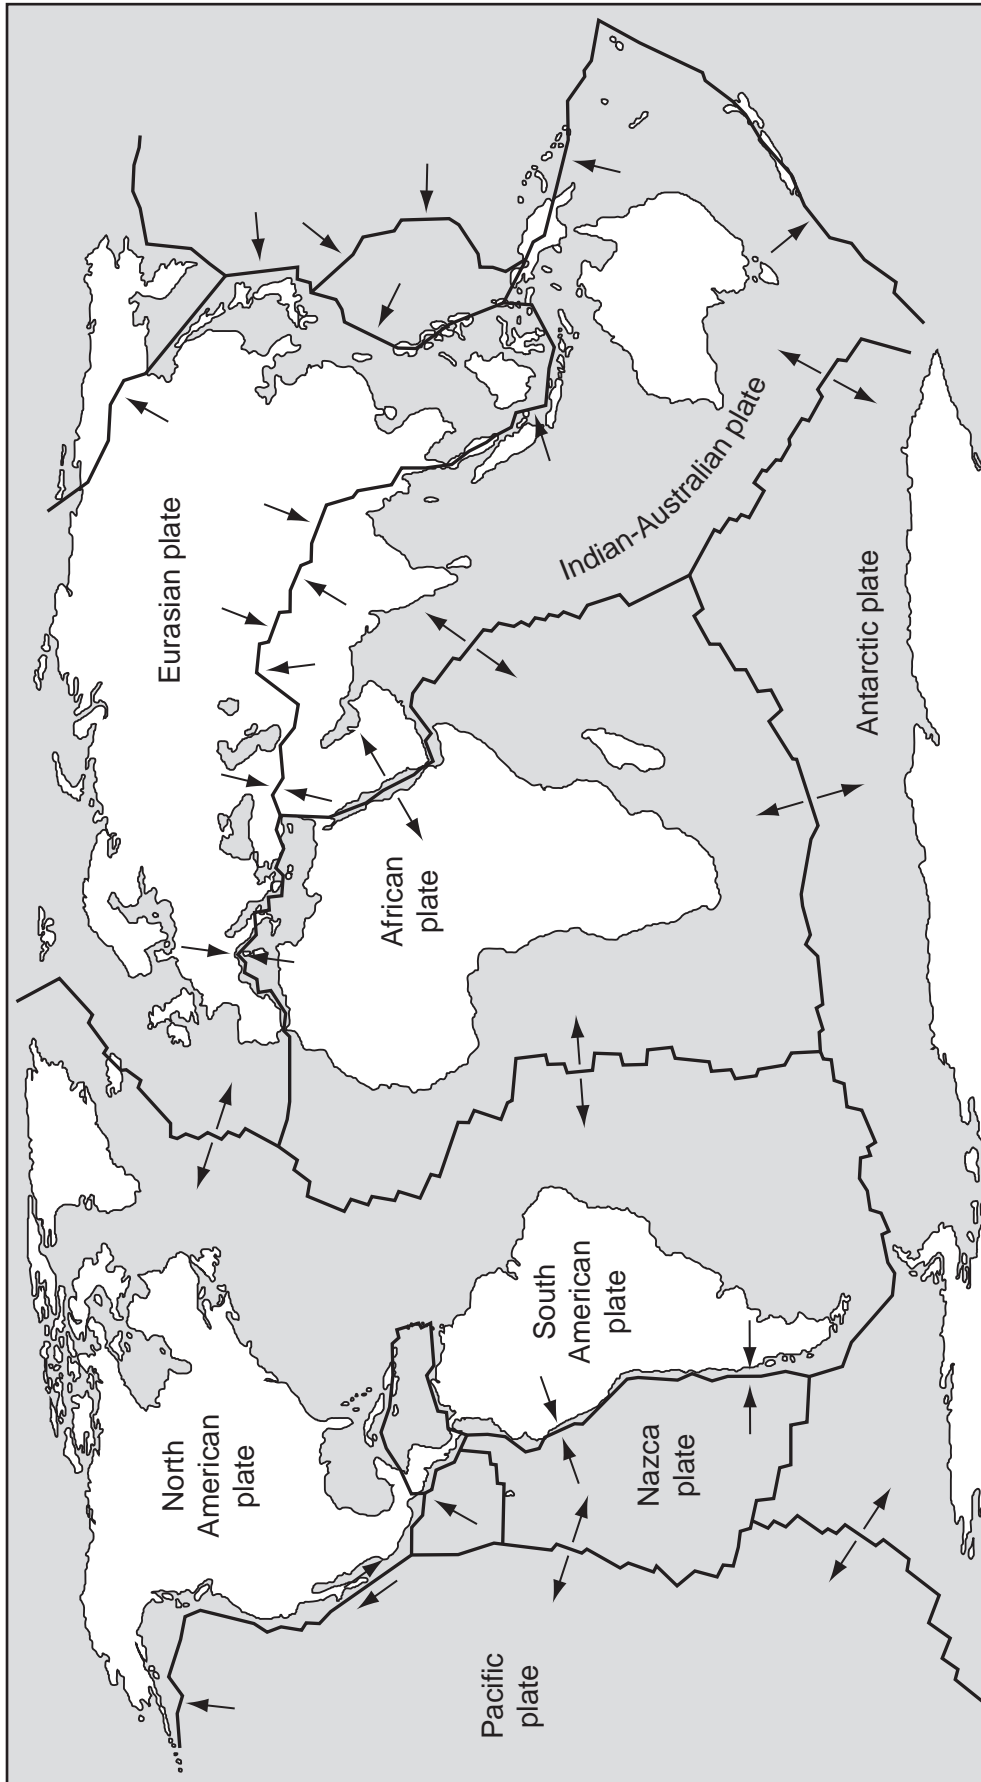 North
American
plate
Eurasian plate
African
plate
South
American
plate
Nazca
plate
Pacific
plate
Indian-Australian plate
Antarctic plate